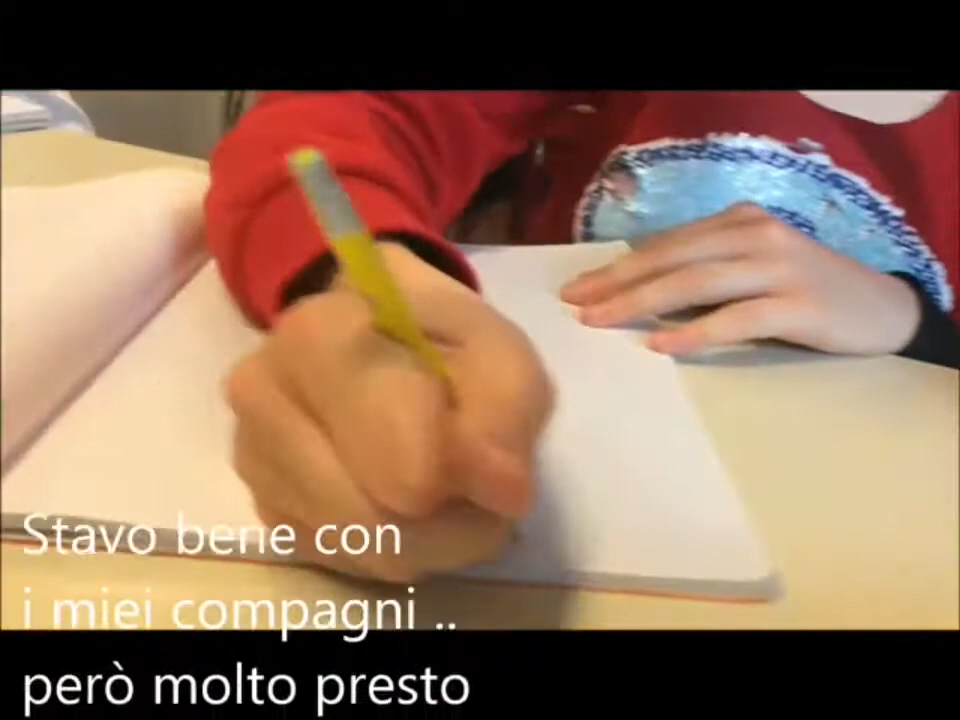 Stavo bene con
i miei compagni ..
però molto presto